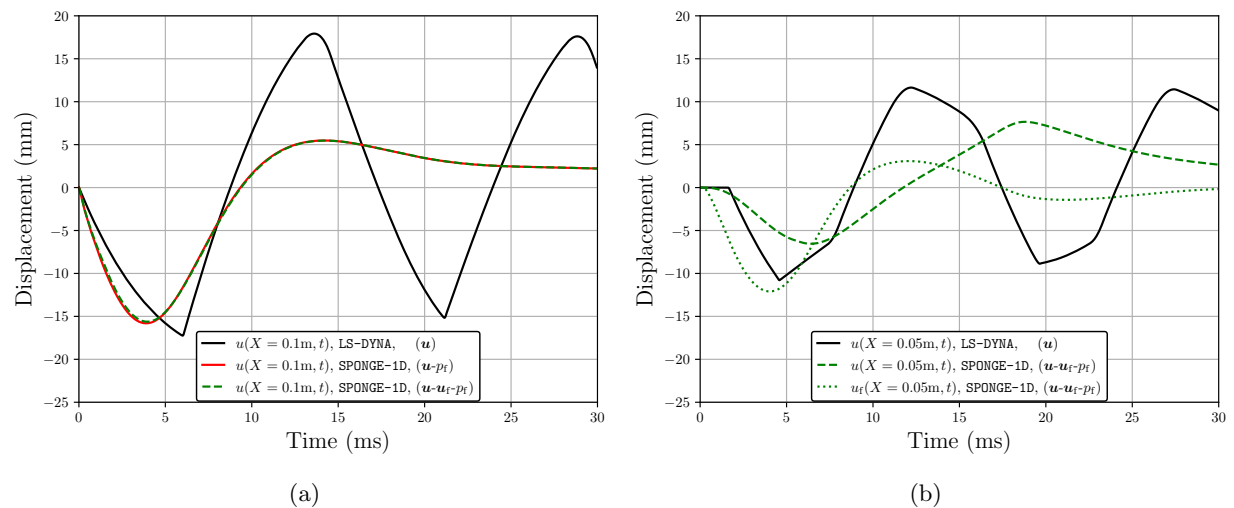 20
15
10
5
0
−5
−10
−15
−20
−25
0
5
10
15
20
25
30
Displacement (mm)
Time (ms)
u(X = 0.1m, t), LS-DYNA, (u)
u(X = 0.1m, t), SPONGE-1D, (u-pf)
u(X = 0.1m, t), SPONGE-1D, (u-uf-pf)
(a)
20
15
10
5
0
−5
−10
−15
−20
−25
0
5
10
15
20
25
30
Displacement (mm)
Time (ms)
u(X = 0.05m, t), LS-DYNA, (u)
u(X = 0.05m, t), SPONGE-1D, (u-uf-pf)
uf(X = 0.05m, t), SPONGE-1D, (u-uf-pf)
(b)